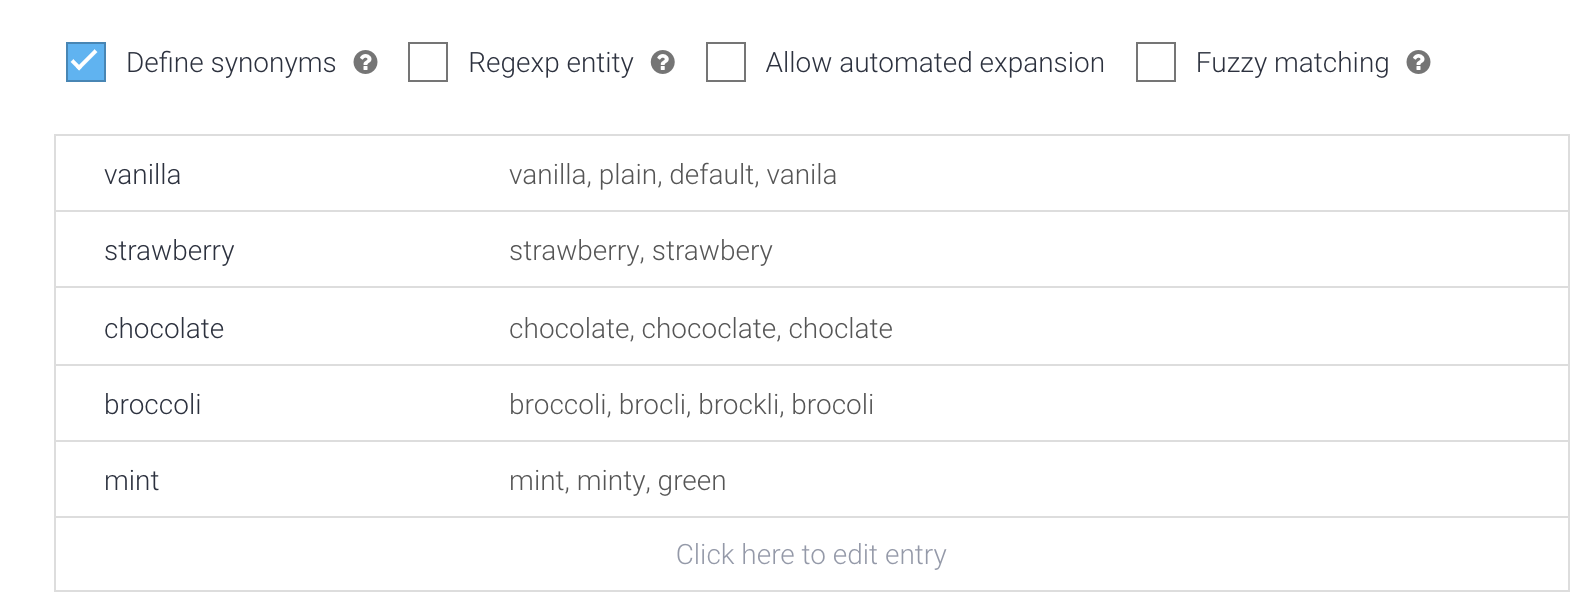 Define synonyms ? Regexp entity ? Allow automated expansion Fuzzy matching ?
vanilla vanilla, plain, default, vanila
strawberry strawberry, strawbery
chocolate chocolate, chococlate, choclate
broccoli broccoli, brocli, brockli, brocoli
mint mint, minty, green
Click here to edit entry